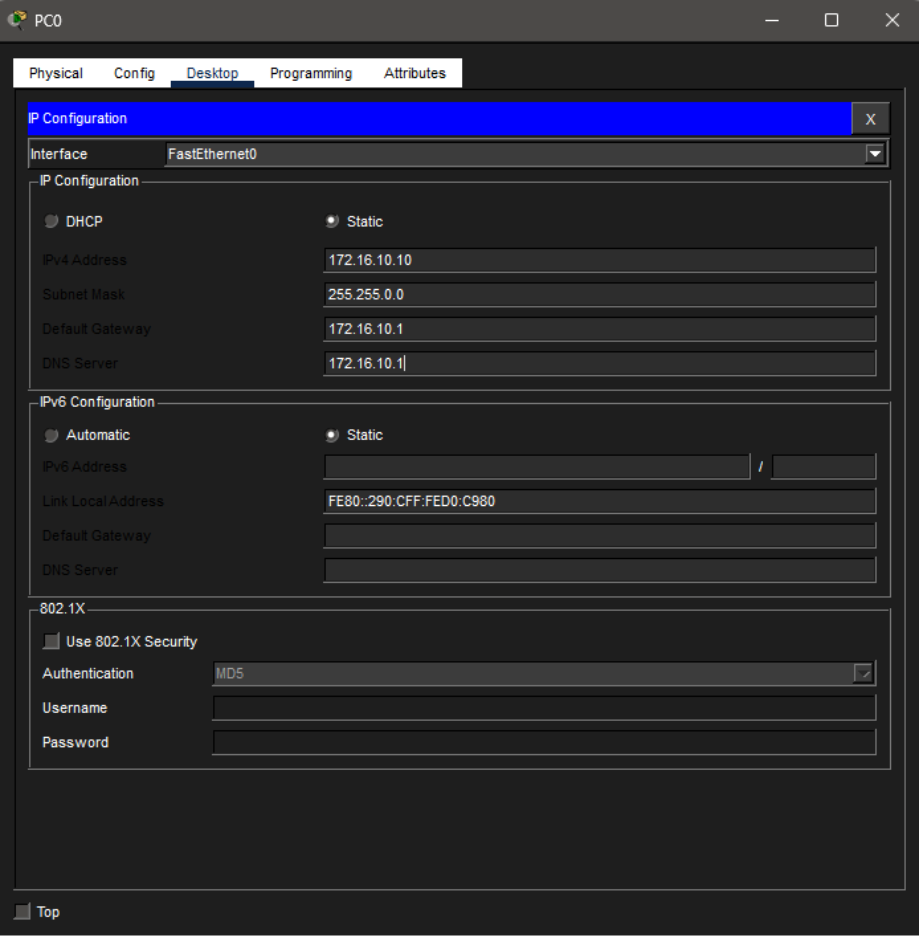 PC0
Physical Config Desktop Programming Attributes
IP Configuration X
Interface FastEthernet0
IP Configuration
DHCP Static
IPv4 Address 172.16.10.10
Subnet Mask 255.255.0.0
Default Gateway 172.16.10.1
DNS Server 172.16.10.1
IPv6 Configuration
Automatic Static
IPv6 Address /
Link Local Address FE80::290:CFF:FED0:C980
Default Gateway
DNS Server
802.1X
Use 802.1X Security
Authentication MD5
Username
Password
Top